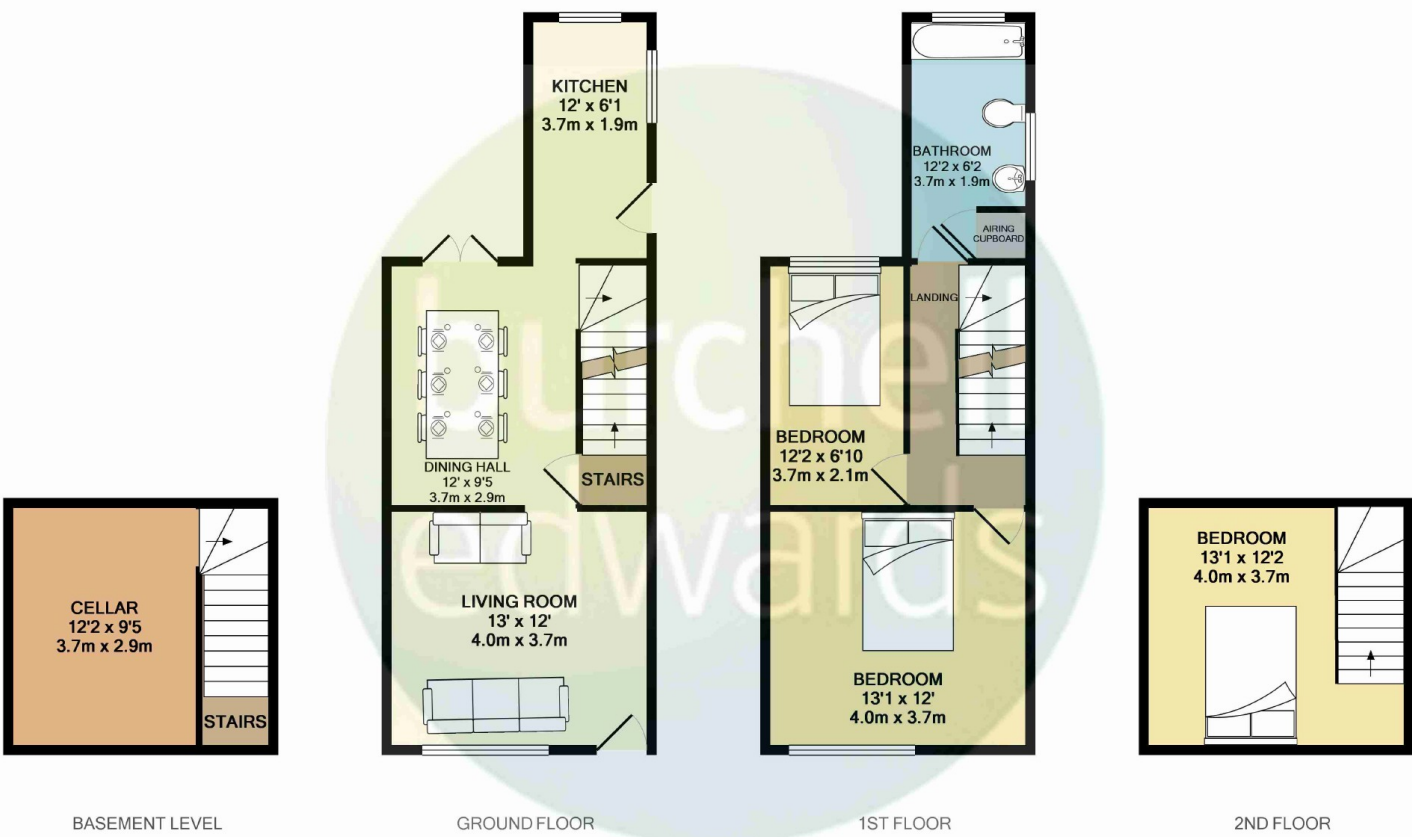 KITCHEN
12' x 6'1
3.7m x 1.9m
DINING HALL
12' x 9'5
3.7m x 2.9m
STAIRS
LIVING ROOM
13' x 12'
4.0m x 3.7m
BATHROOM
12'2 x 6'2
3.7m x 1.9m
AIRING
CUPBOARD
LANDING
BEDROOM
12'2 x 6'10
3.7m x 2.1m
BEDROOM
13'1 x 12'
4.0m x 3.7m
CELLAR
12'2 x 9'5
3.7m x 2.9m
STAIRS
BEDROOM
13'1 x 12'2
4.0m x 3.7m
burchell
edwards
BASEMENT LEVEL
GROUND FLOOR
1ST FLOOR
2ND FLOOR